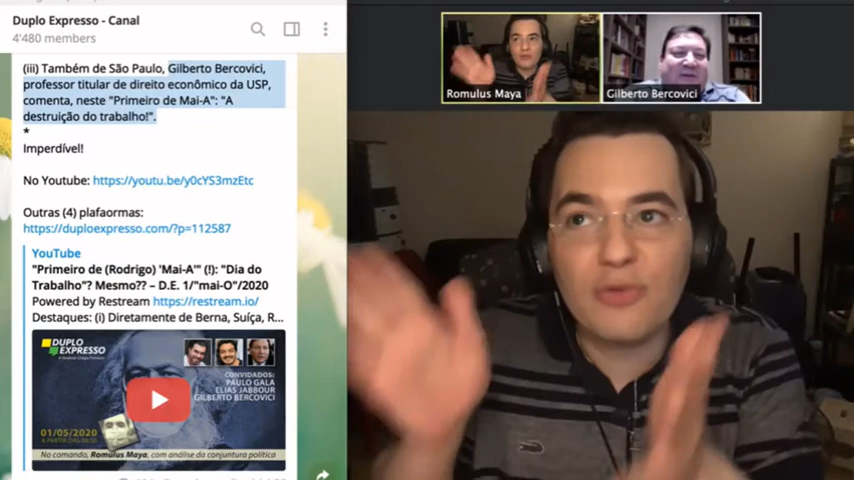 Duplo Expresso - Canal
4'480 members
(iii) Também de São Paulo, Gilberto Bercovici,
professor titular de direito econômico da USP,
comenta, neste "Primeiro de Mai-A": "A
destruição do trabalho!".
*
Imperdível!
No Youtube: https://youtu.be/y0cYS3mzEtc
Outras (4) plafaormas:
https://duploexpresso.com/?p=112587
YouTube
"Primeiro de (Rodrigo) 'Mai-A'" (!): "Dia do
Trabalho"? Mesmo?? – D.E. 1/"mai-O"/2020
Powered by Restream https://restream.io/
Destaques: (i) Diretamente de Berna, Suíça, R...
DUPLO
EXPRESSO
CONVIDADOS:
PAULO GALA
ELIAS JABBOUR
GILBERTO BERCOVICI
01/05/2020
No comando, Romulus Maya, com análise da conjuntura política
Romulus Maya
Gilberto Bercovici